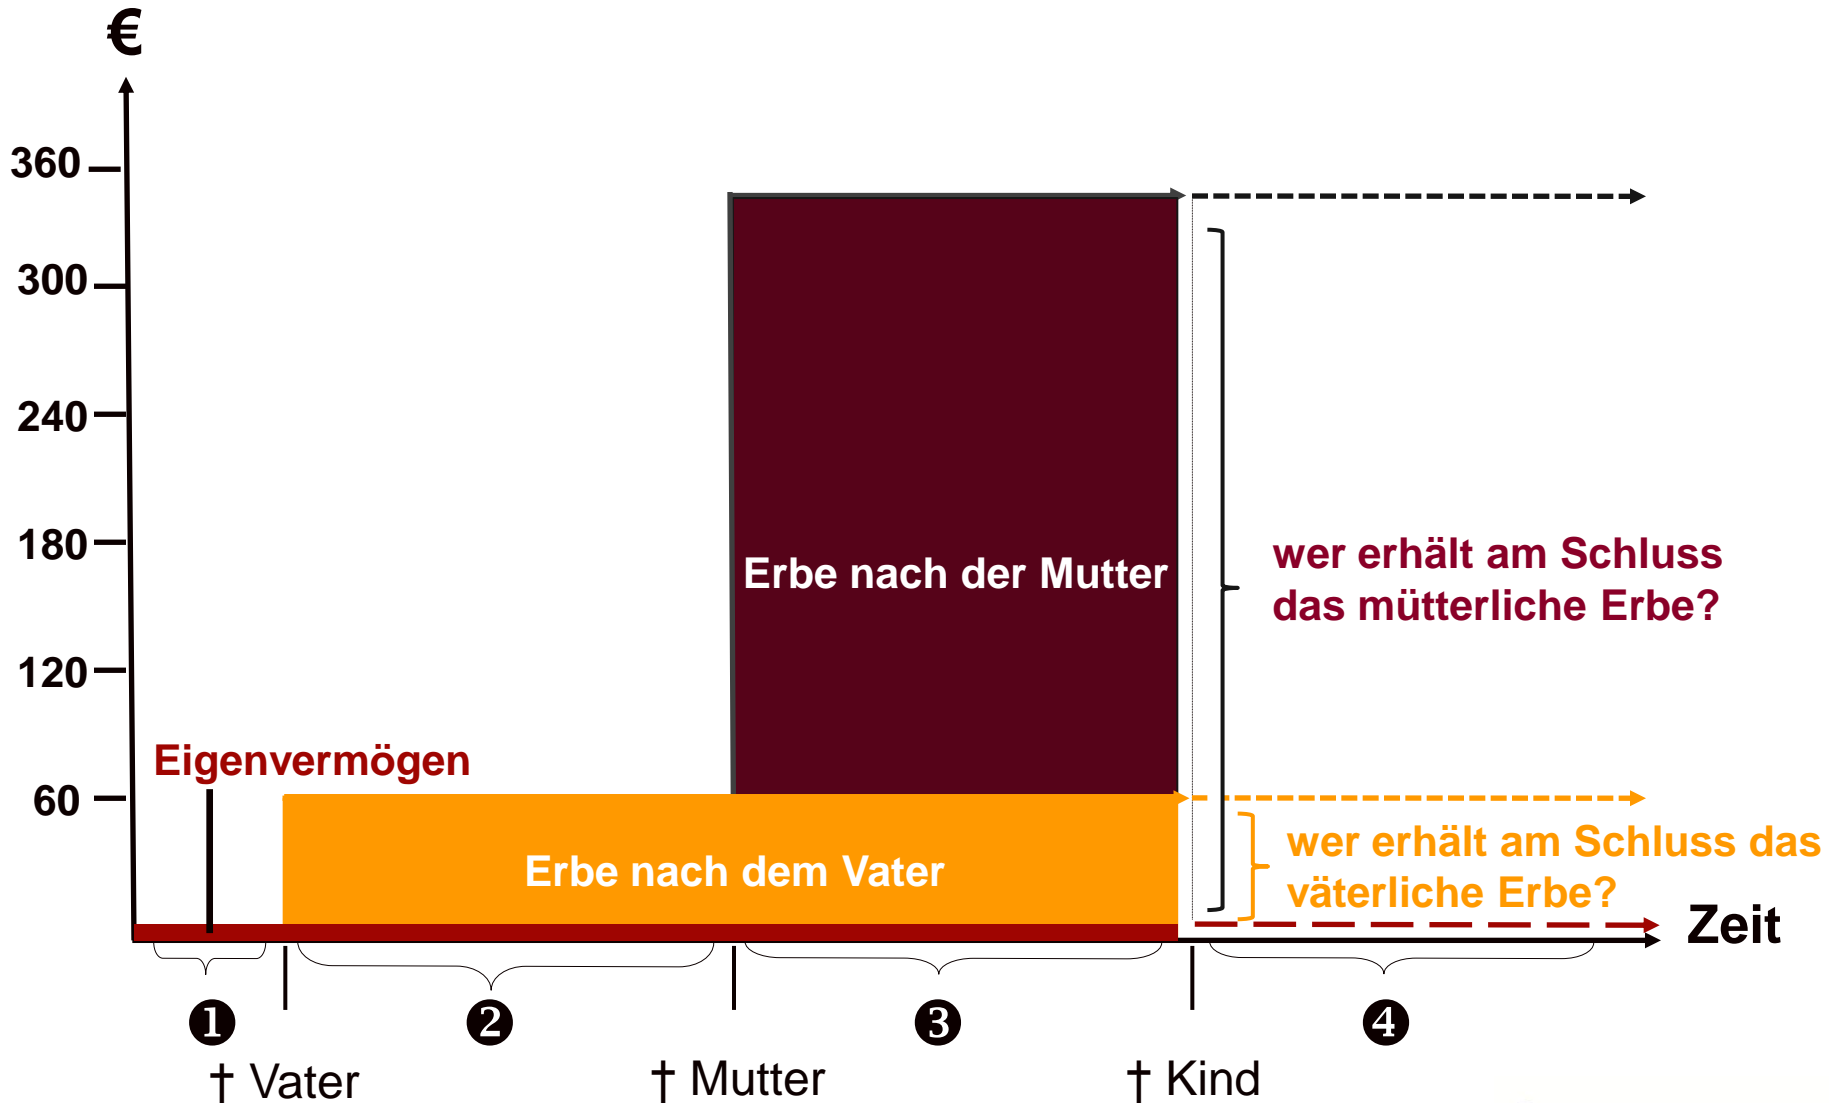 €
360
300
240
180
120
60
Eigenvermögen
Erbe nach der Mutter
Erbe nach dem Vater
wer erhält am Schluss
das mütterliche Erbe?
wer erhält am Schluss das
väterliche Erbe?
Zeit
❶
❷
❸
❹
† Vater
† Mutter
† Kind